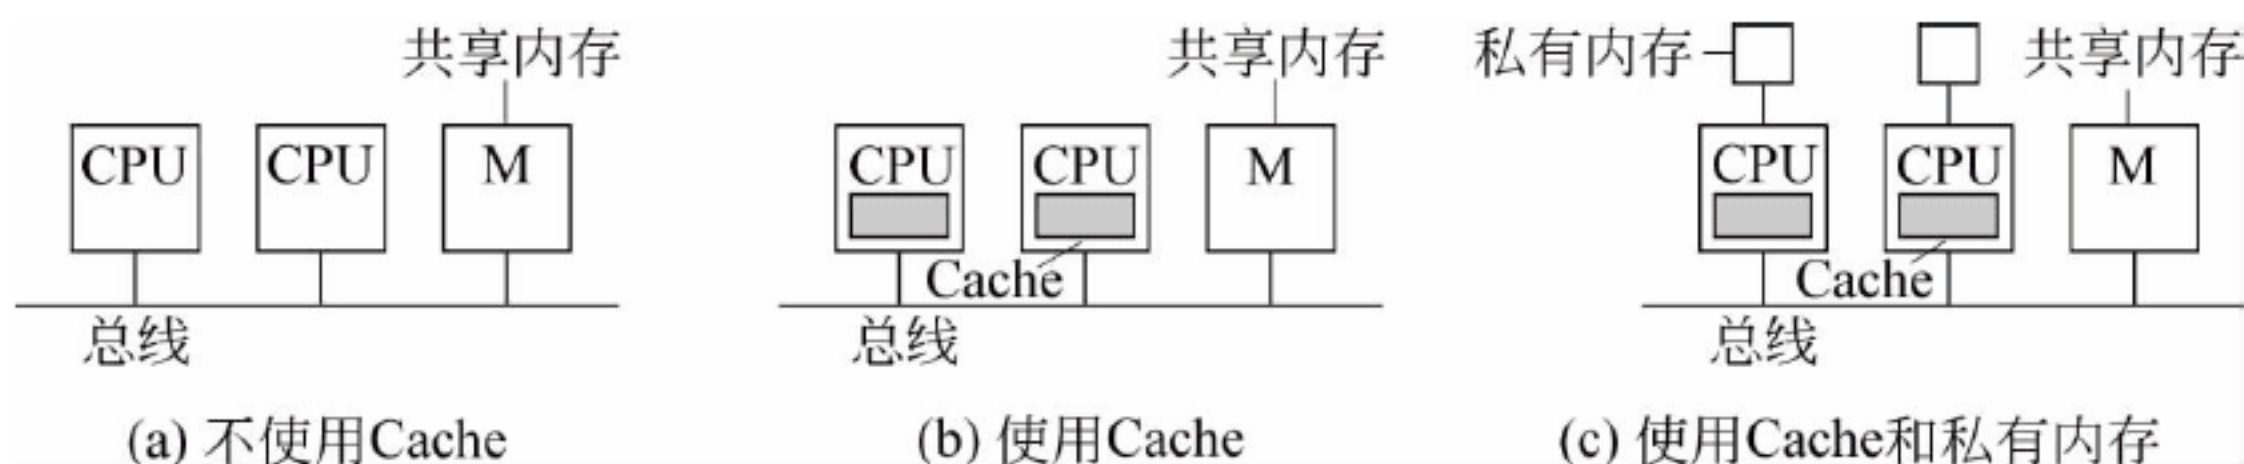 共享内存
共享内存
私有内存
共享内存
CPU
CPU
M
CPU
CPU
M
CPU
CPU
M
Cache
Cache
总线
总线
总线
(a) 不使用Cache
(b) 使用Cache
(c) 使用Cache和私有内存